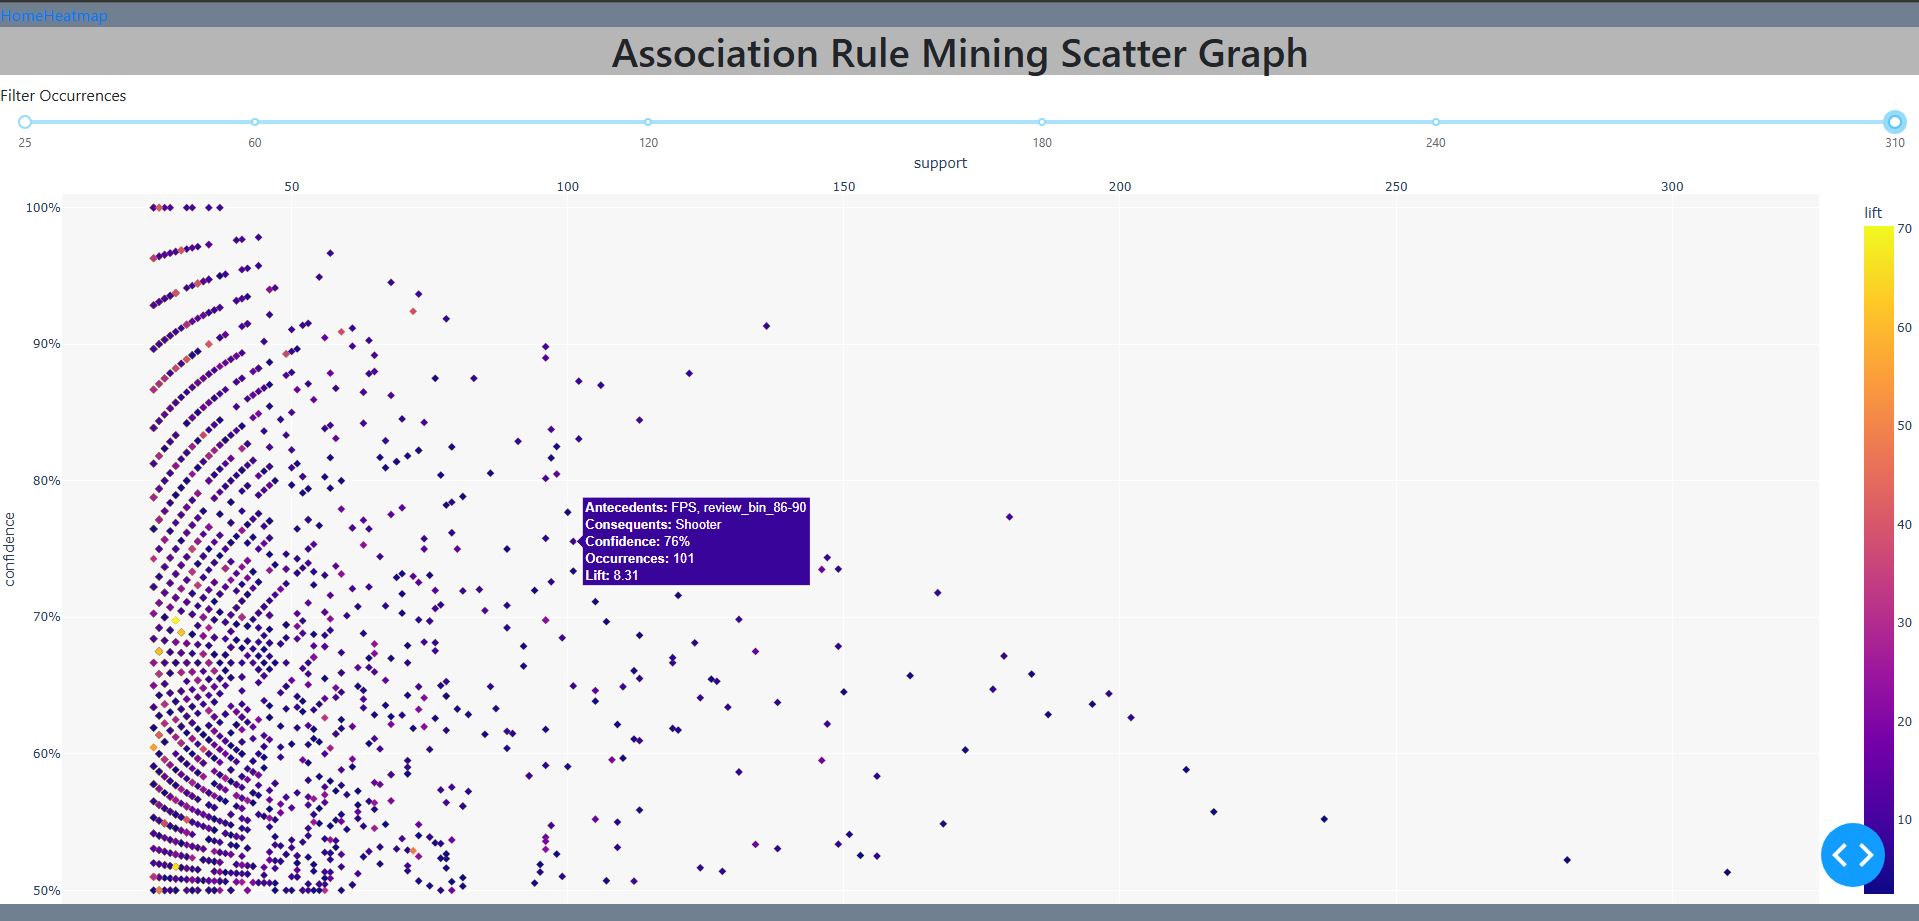 HomeHeatmap
Association Rule Mining Scatter Graph
Filter Occurrences
25 60 120 180 240 310
support
50 100 150 200 250 300
lift
100%
90%
80%
70%
60%
50%
confidence
Antecedents: FPS, review_bin_86-90
Consequents: Shooter
Confidence: 76%
Occurrences: 101
Lift: 8.31
70
60
50
40
30
20
10